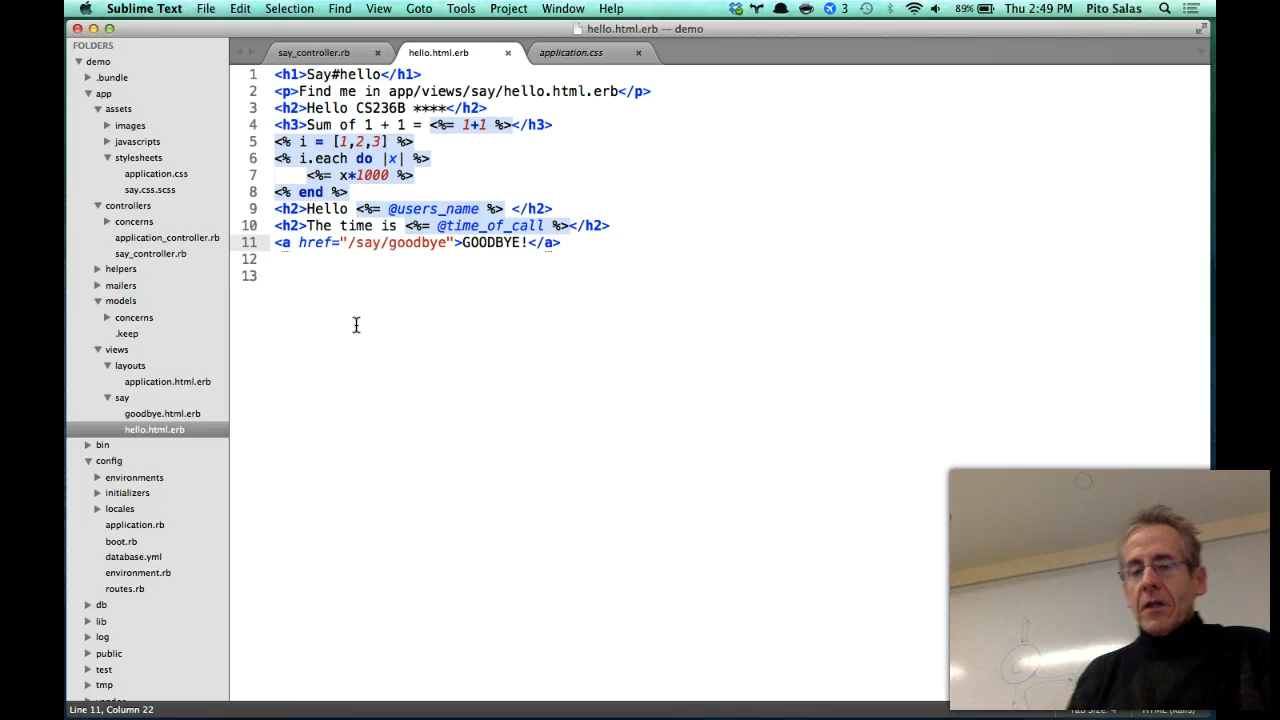 Sublime Text File Edit Selection Find View Goto Tools Project Window Help 3 89% Thu 2:49 PM Pito Salas
hello.html.erb — demo
FOLDERS
demo
.bundle
app
assets
images
javascripts
stylesheets
application.css
say.css.scss
controllers
concerns
application_controller.rb
say_controller.rb
helpers
mailers
models
concerns
.keep
views
layouts
application.html.erb
say
goodbye.html.erb
hello.html.erb
bin
config
environments
initializers
locales
application.rb
boot.rb
database.yml
environment.rb
routes.rb
db
lib
log
public
test
tmp
say_controller.rb × hello.html.erb × application.css ×
1 <h1>Say#hello</h1>
2 <p>Find me in app/views/say/hello.html.erb</p>
3 <h2>Hello CS236B ****</h2>
4 <h3>Sum of 1 + 1 = <%= 1+1 %></h3>
5 <% i = [1,2,3] %>
6 <% i.each do |x| %>
7 <%= x*1000 %>
8 <% end %>
9 <h2>Hello <%= @users_name %> </h2>
10 <h2>The time is <%= @time_of_call %></h2>
11 <a href="/say/goodbye">GOODBYE!</a>
12
13
Line 11, Column 22